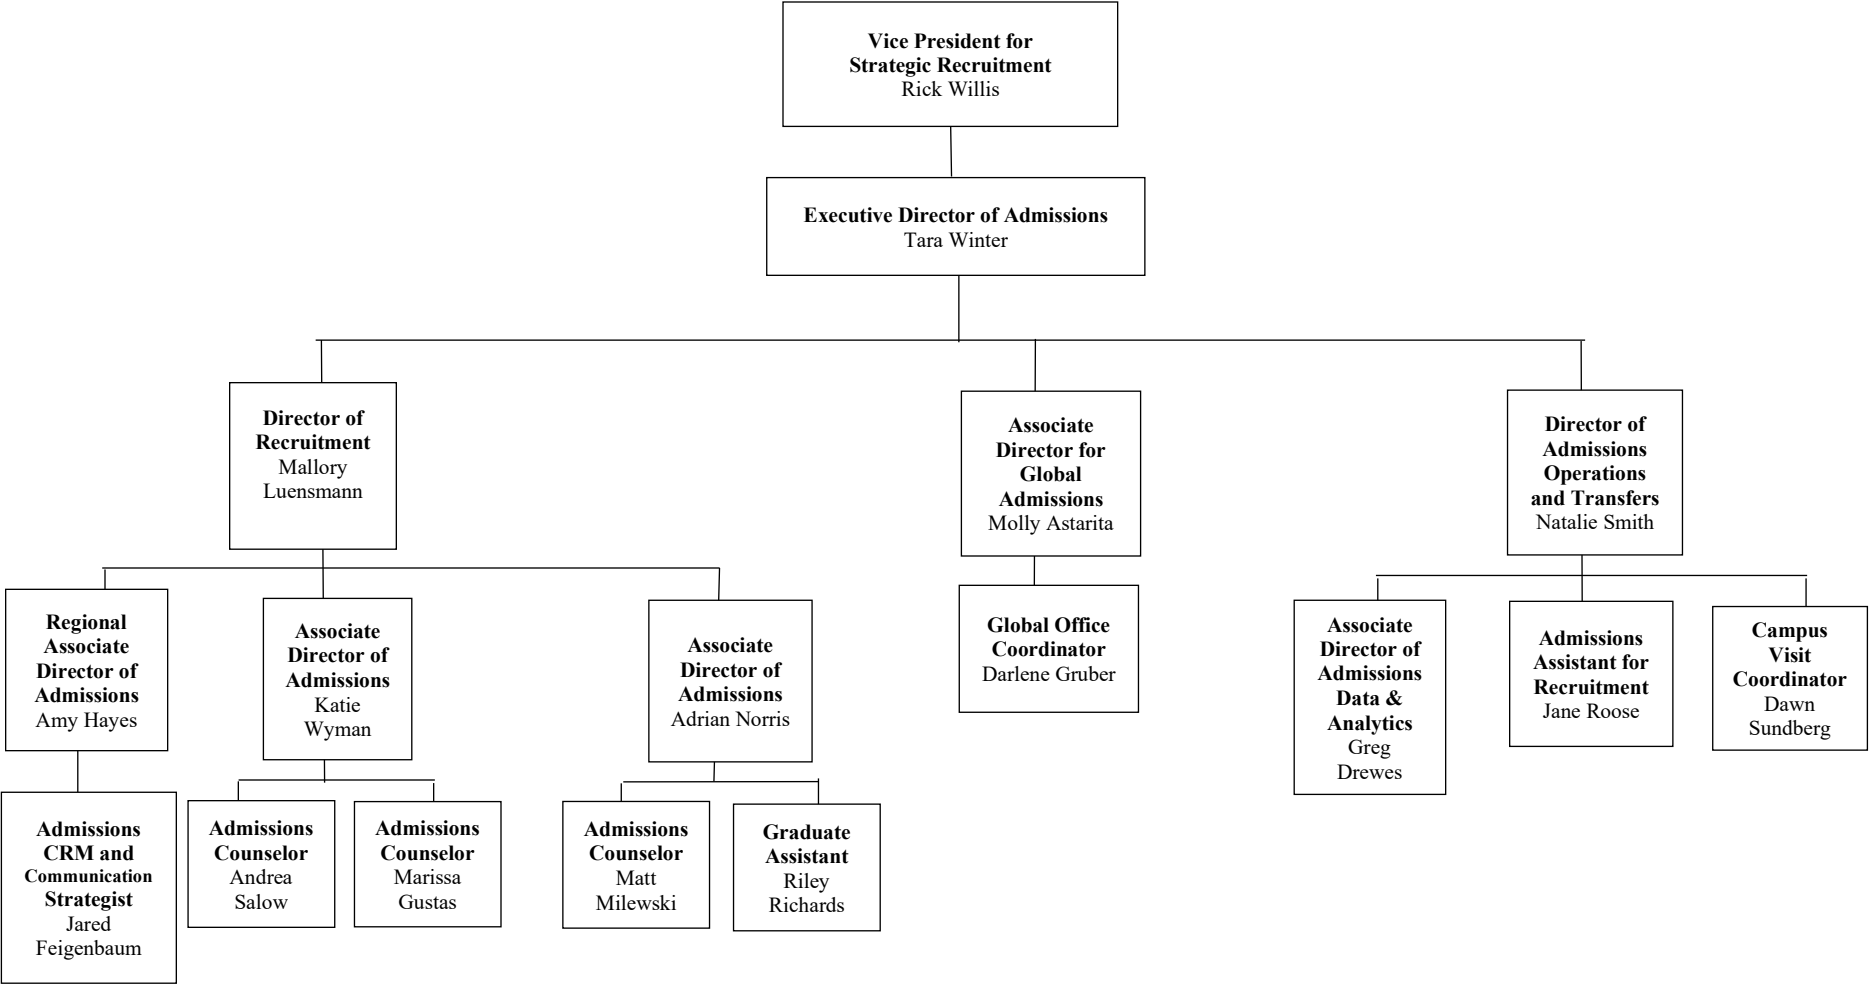 Vice President for
Strategic Recruitment
Rick Willis
Executive Director of Admissions
Tara Winter
Director of
Recruitment
Mallory
Luensmann
Associate
Director for
Global
Admissions
Molly Astarita
Director of
Admissions
Operations
and Transfers
Natalie Smith
Regional
Associate
Director of
Admissions
Amy Hayes
Associate
Director of
Admissions
Katie
Wyman
Associate
Director of
Admissions
Adrian Norris
Global Office
Coordinator
Darlene Gruber
Associate
Director of
Admissions
Data &
Analytics
Greg
Drewes
Admissions
Assistant for
Recruitment
Jane Roose
Campus
Visit
Coordinator
Dawn
Sundberg
Admissions
CRM and
Communication
Strategist
Jared
Feigenbaum
Admissions
Counselor
Andrea
Salow
Admissions
Counselor
Marissa
Gustas
Admissions
Counselor
Matt
Milewski
Graduate
Assistant
Riley
Richards